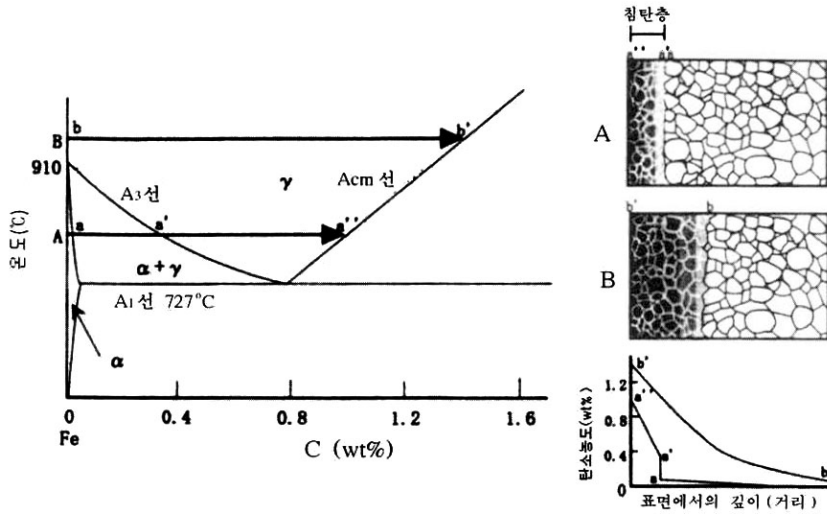 B
b
b'
910
A₃선
γ
Acm 선
온도(℃)
A
a
a'
a''
α+γ
A₁선 727°C
α
0
0.4
0.8
1.2
1.6
Fe
C (wt%)
침탄층
a''
a'a
A
b'
b
B
탄소농도(wt%)
1.2
0.8
0.4
0
b'
a''
a'
a
b
표면에서의 깊이(거리)